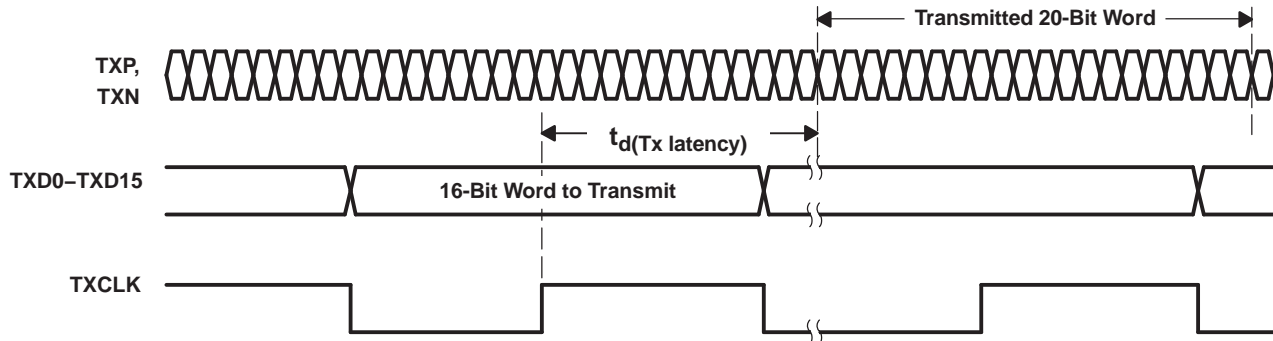 Transmitted 20-Bit Word
TXP,
TXN
td(Tx latency)
TXD0–TXD15
16-Bit Word to Transmit
TXCLK